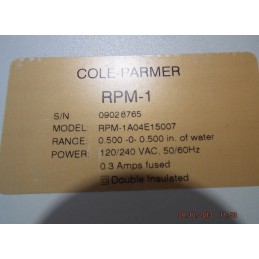 COLE-PARMER
RPM-1
S/N 09026765
MODEL: RPM-1A04E15007
RANGE: 0.500 -0- 0.500 in. of water
POWER: 120/240 VAC, 50/60Hz
0.3 Amps fused
Double Insulated